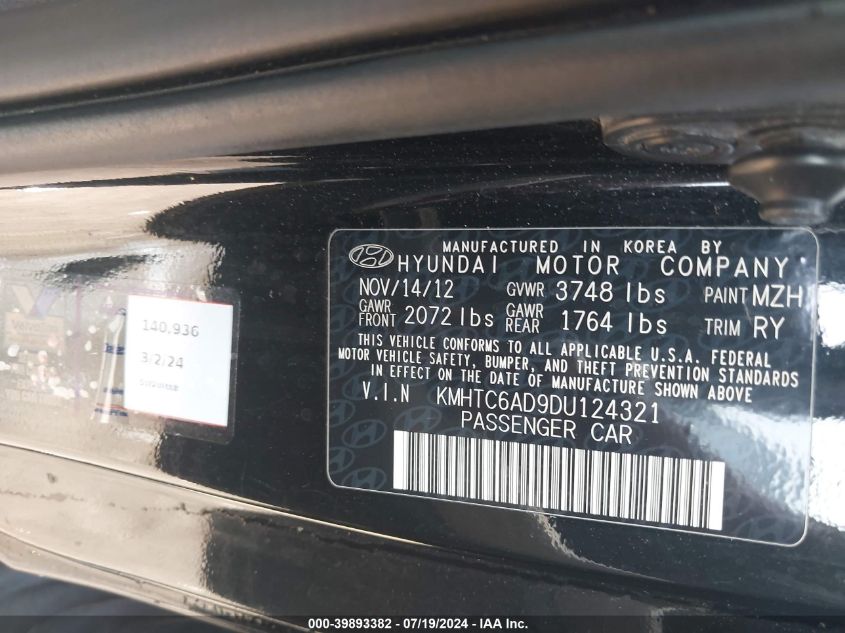 MANUFACTURED IN KOREA BY
HYUNDAI MOTOR COMPANY
NOV/14/12 GVWR 3748 lbs PAINT MZH
GAWR FRONT 2072 lbs GAWR REAR 1764 lbs TRIM RY
THIS VEHICLE CONFORMS TO ALL APPLICABLE U.S.A. FEDERAL
MOTOR VEHICLE SAFETY, BUMPER, AND THEFT PREVENTION STANDARDS
IN EFFECT ON THE DATE OF MANUFACTURE SHOWN ABOVE
V.I.N KMHTC6AD9DU124321
PASSENGER CAR
140,936
3/2/24
000-39893382 - 07/19/2024 - IAA Inc.